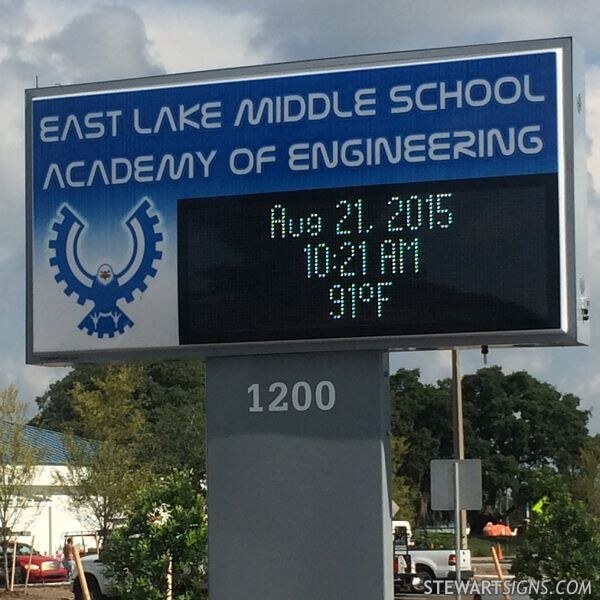 EAST LAKE MIDDLE SCHOOL
ACADEMY OF ENGINEERING
Aug 21, 2015
10:21 AM
91°F
1200
STEWARTSIGNS.COM